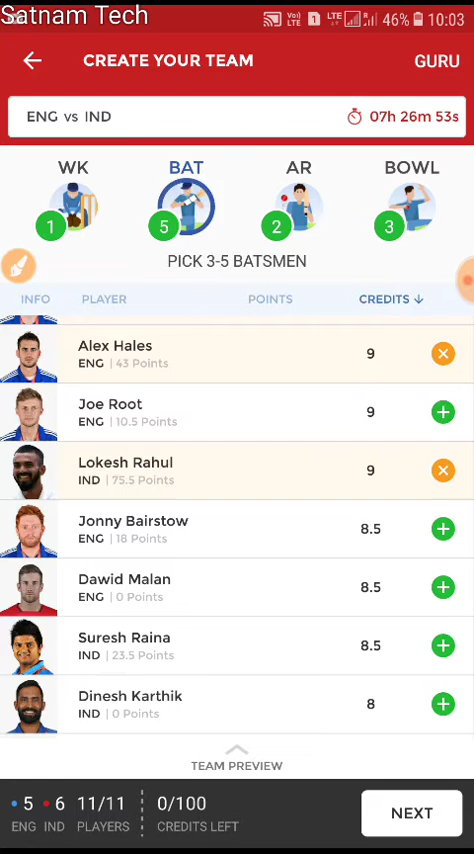 Satnam Tech
Vo))
LTE
1
LTE
R
46%
10:03
CREATE YOUR TEAM
GURU
ENG vs IND
07h 26m 53s
WK
BAT
AR
BOWL
1
5
2
3
PICK 3-5 BATSMEN
INFO
PLAYER
POINTS
CREDITS ↓
Alex Hales
ENG | 43 Points
9
Joe Root
ENG | 10.5 Points
9
Lokesh Rahul
IND | 75.5 Points
9
Jonny Bairstow
ENG | 18 Points
8.5
Dawid Malan
ENG | 0 Points
8.5
Suresh Raina
IND | 23.5 Points
8.5
Dinesh Karthik
IND | 0 Points
8
TEAM PREVIEW
5
6
11/11
0/100
ENG
IND
PLAYERS
CREDITS LEFT
NEXT